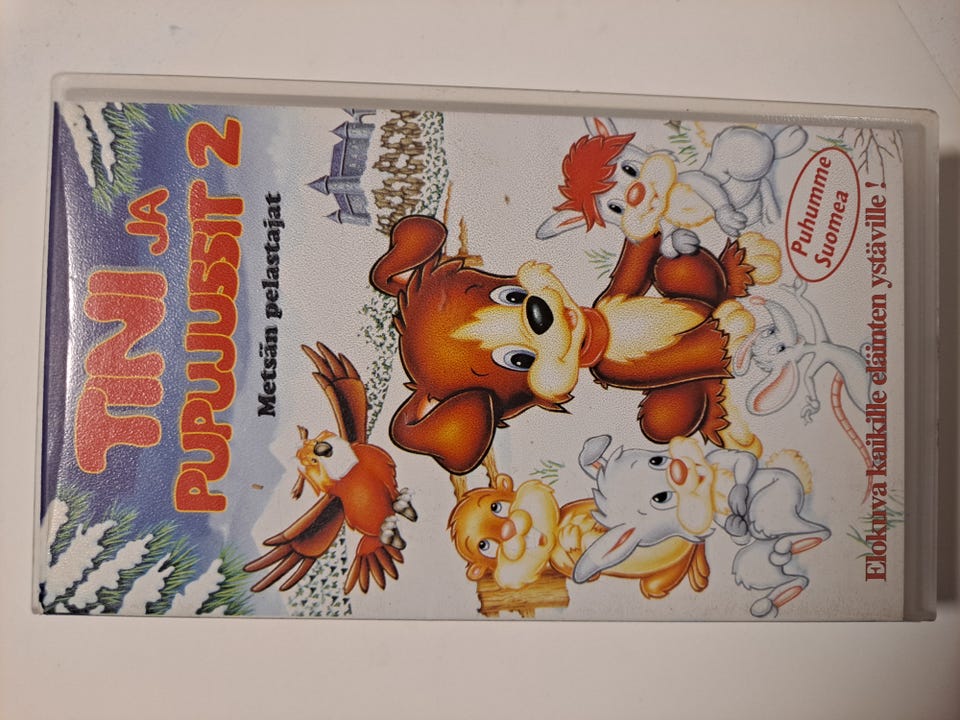 TINI JA
PUPUJUSSIT 2
Metsän pelastajat
Puhumme
Suomea
Elokuva kaikille eläinten ystäville !